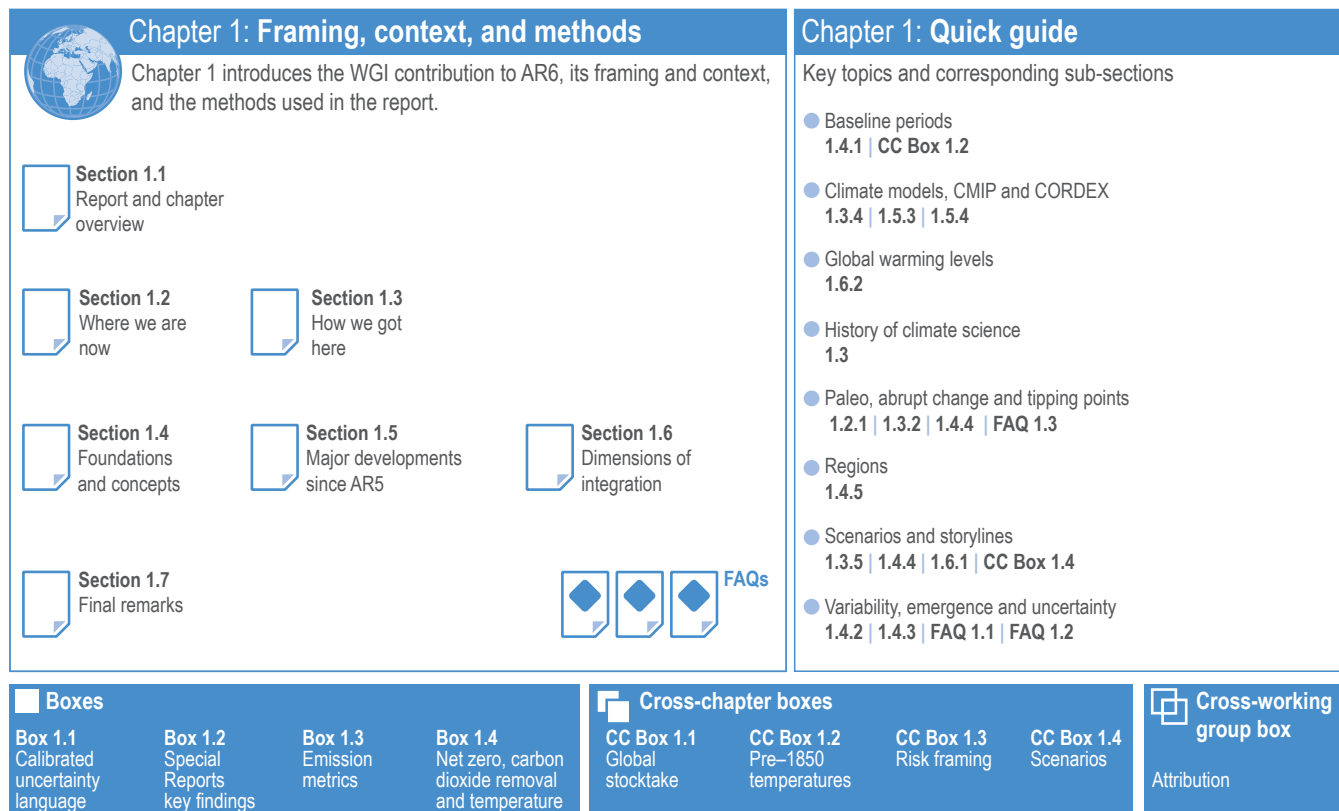 Chapter 1: Framing, context, and methods
Chapter 1 introduces the WGI contribution to AR6, its framing and context,
and the methods used in the report.
Section 1.1
Report and chapter
overview
Section 1.2
Where we are
now
Section 1.3
How we got
here
Section 1.4
Foundations
and concepts
Section 1.5
Major developments
since AR5
Section 1.6
Dimensions of
integration
Section 1.7
Final remarks
FAQs
Chapter 1: Quick guide
Key topics and corresponding sub-sections
Baseline periods
1.4.1 | CC Box 1.2
Climate models, CMIP and CORDEX
1.3.4 | 1.5.3 | 1.5.4
Global warming levels
1.6.2
History of climate science
1.3
Paleo, abrupt change and tipping points
1.2.1 | 1.3.2 | 1.4.4 | FAQ 1.3
Regions
1.4.5
Scenarios and storylines
1.3.5 | 1.4.4 | 1.6.1 | CC Box 1.4
Variability, emergence and uncertainty
1.4.2 | 1.4.3 | FAQ 1.1 | FAQ 1.2
Boxes
Box 1.1
Calibrated
uncertainty
language
Box 1.2
Special
Reports
key findings
Box 1.3
Emission
metrics
Box 1.4
Net zero, carbon
dioxide removal
and temperature
Cross-chapter boxes
CC Box 1.1
Global
stocktake
CC Box 1.2
Pre–1850
temperatures
CC Box 1.3
Risk framing
CC Box 1.4
Scenarios
Cross-working
group box
Attribution